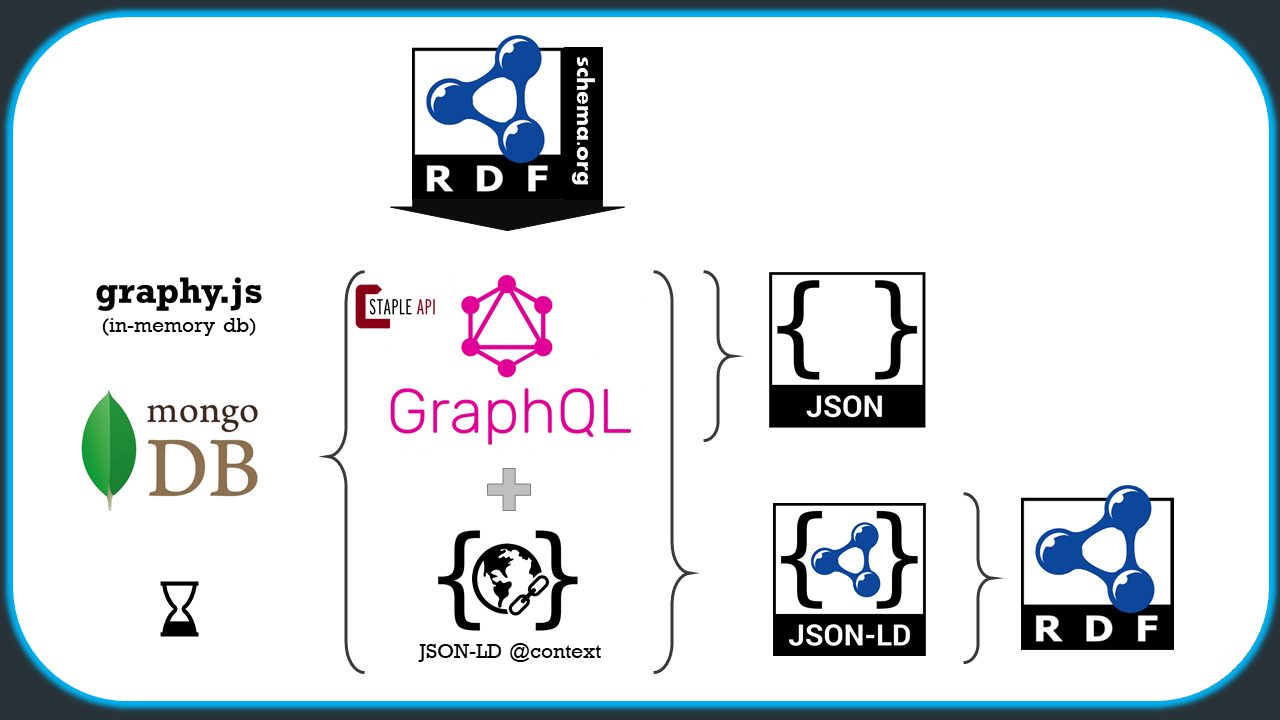 schema.org
R D F
graphy.js
(in-memory db)
STAPLE API
GraphQL
{ }
JSON
mongo
DB
{ }
JSON-LD @context
{ }
JSON-LD
R D F